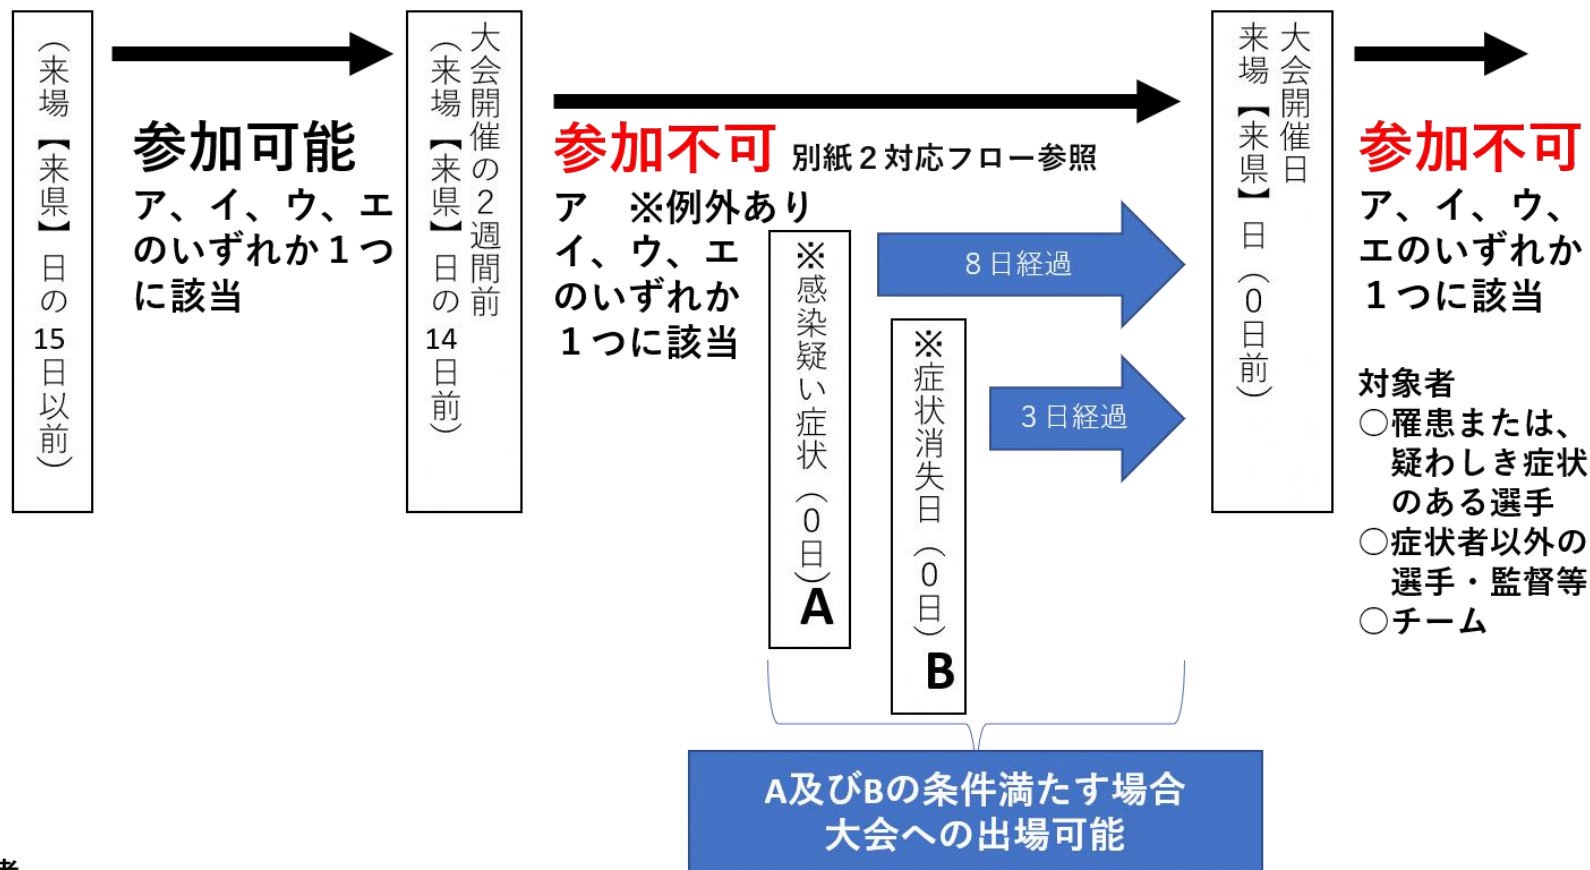 （来場【来県】日の15日以前）
参加可能
ア、イ、ウ、エ
のいずれか１つ
に該当
大会開催の２週間前
（来場【来県】日の14日前）
参加不可 別紙２対応フロー参照
ア　※例外あり
イ、ウ、エ
のいずれか
１つに該当
※感染疑い症状（０日）A
８日経過
※症状消失日（０日）B
３日経過
大会開催日
来場【来県】日（０日前）
参加不可
ア、イ、ウ、
エのいずれか
１つに該当
対象者
○罹患または、
疑わしき症状
のある選手
○症状者以外の
選手・監督等
○チーム
A及びBの条件満たす場合
大会への出場可能